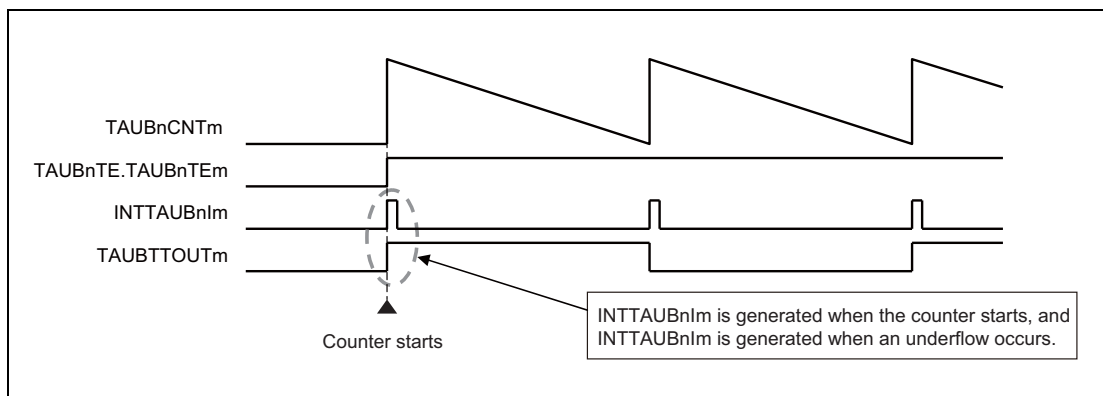 TAUBnCNTm
TAUBnTE.TAUBnTEm
INTTAUBnIm
TAUBTTOUTm
INTTAUBnIm is generated when the counter starts, and
INTTAUBnIm is generated when an underflow occurs.
Counter starts